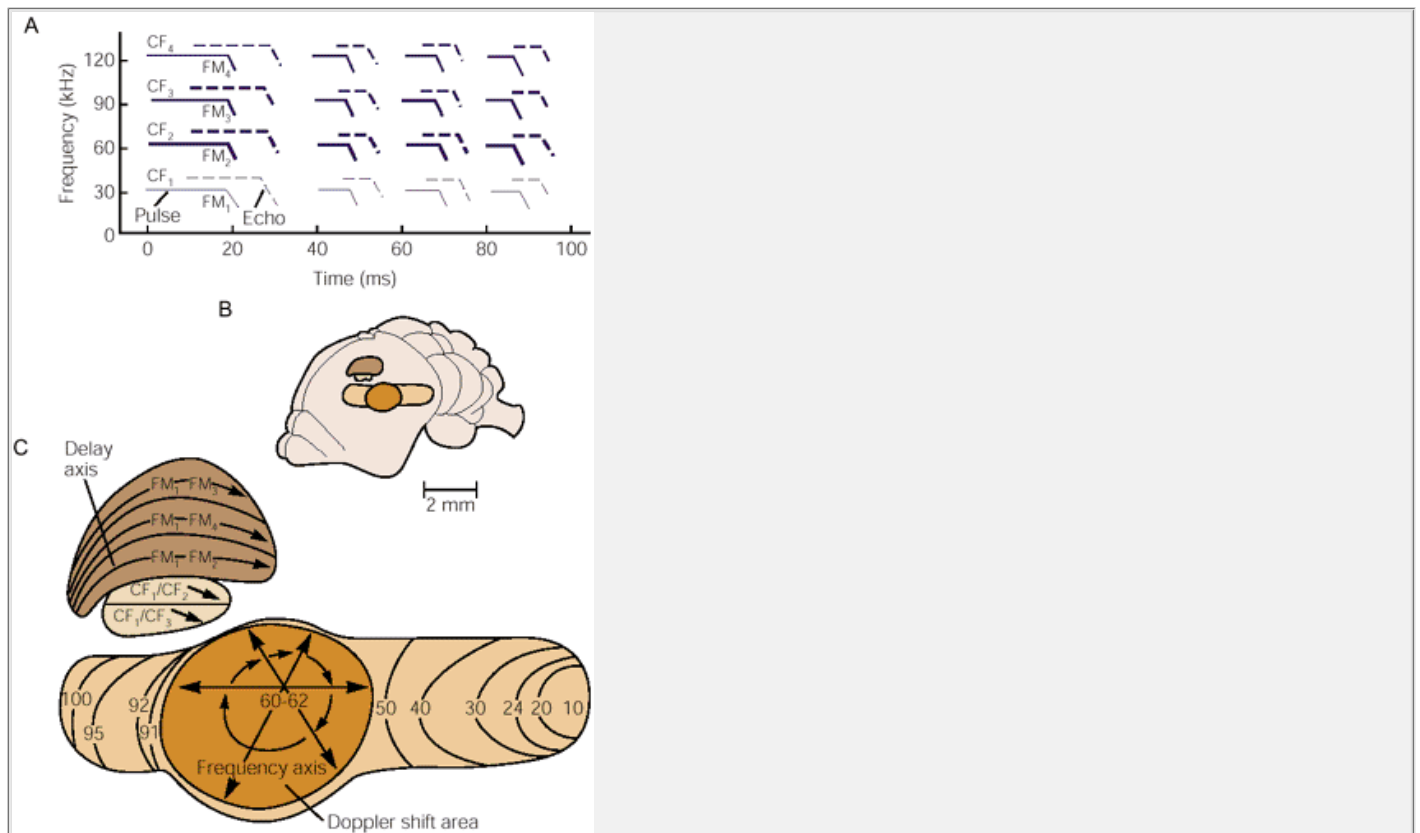 A
Frequency (kHz)
120
90
60
30
0
CF4
FM4
CF3
FM3
CF2
FM2
CF1
FM1
Pulse
Echo
0 20 40 60 80 100
Time (ms)
B
2 mm
C
Delay
axis
FM1-FM3
FM1-FM4
FM1-FM2
CF1/CF2
CF1/CF3
100 95 92 91 60-62 50 40 30 24 20 10
Frequency axis
Doppler shift area